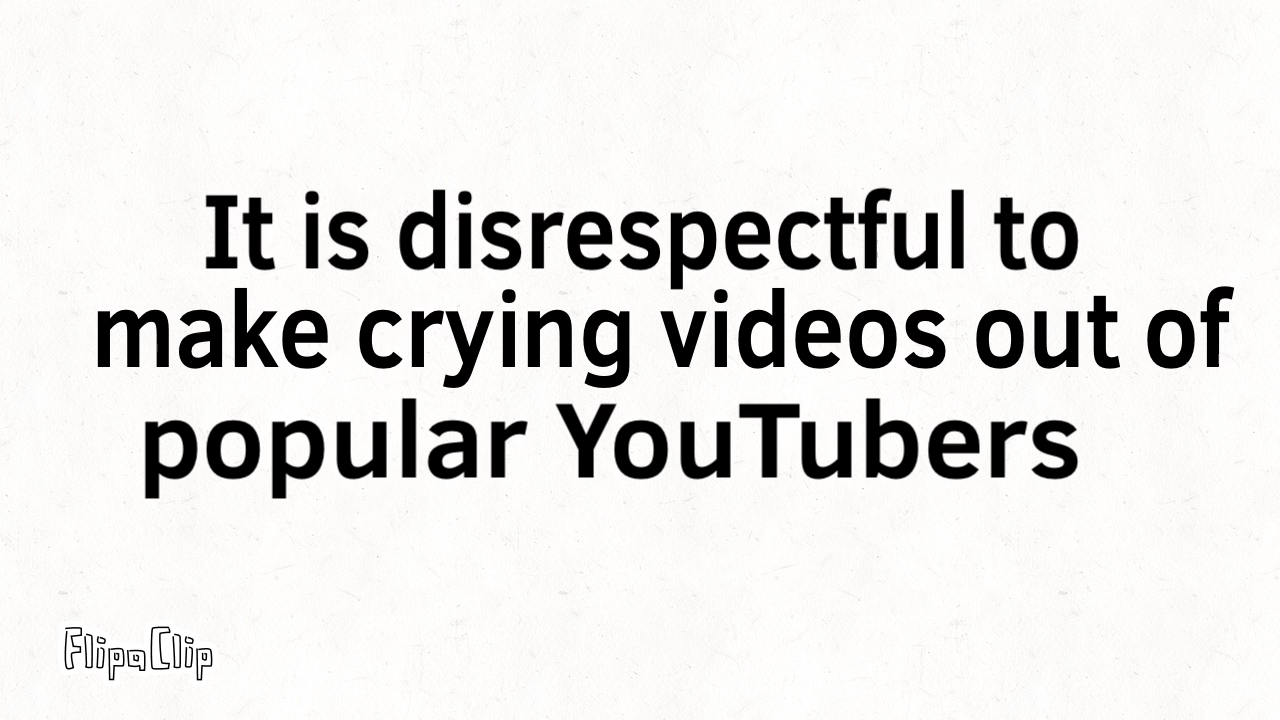 It is disrespectful to
make crying videos out of
popular YouTubers
FlipaClip